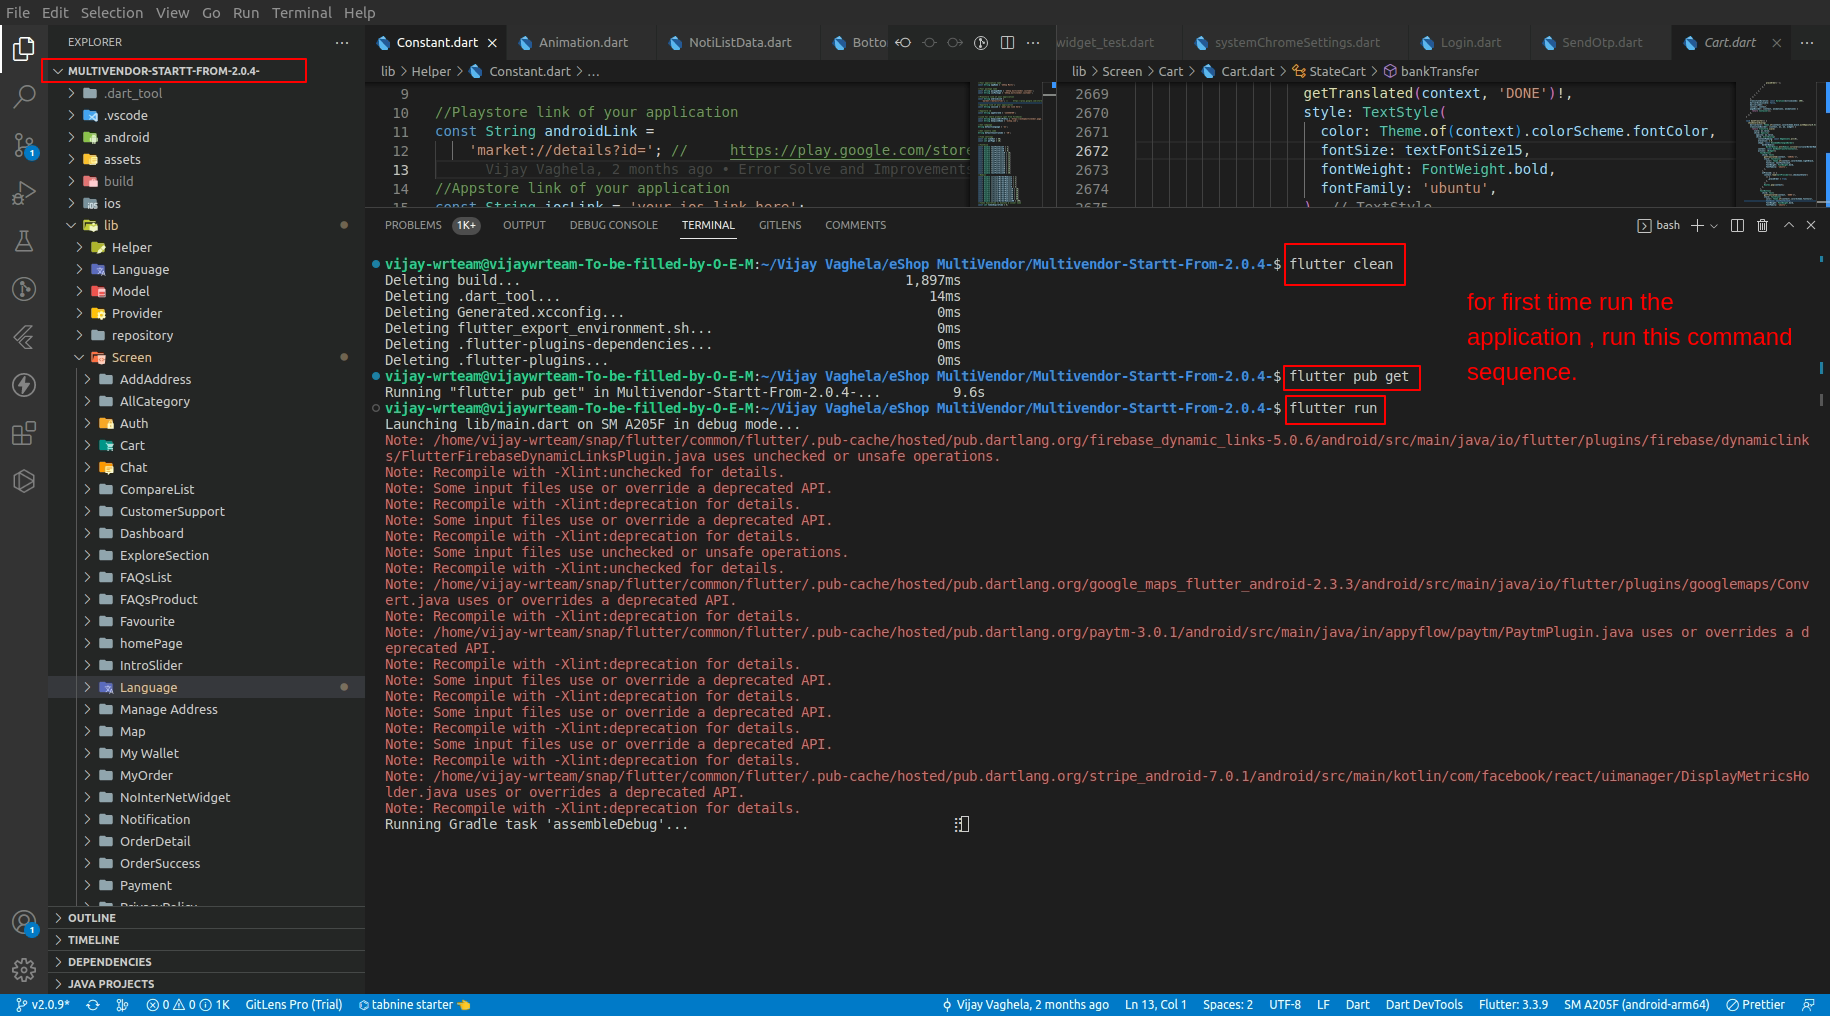 File Edit Selection View Go Run Terminal Help
EXPLORER
MULTIVENDOR-STARTT-FROM-2.0.4-
.dart_tool
.vscode
android
assets
build
ios
lib
Helper
Language
Model
Provider
repository
Screen
AddAddress
AllCategory
Auth
Cart
Chat
CompareList
CustomerSupport
Dashboard
ExploreSection
FAQsList
FAQsProduct
Favourite
homePage
IntroSlider
Language
Manage Address
Map
My Wallet
MyOrder
NoInterNetWidget
Notification
OrderDetail
OrderSuccess
Payment
OUTLINE
TIMELINE
DEPENDENCIES
JAVA PROJECTS
Constant.dart Animation.dart NotiListData.dart Botto
lib > Helper > Constant.dart > ...
9
10 //Playstore link of your application
11 const String androidLink =
12 'market://details?id='; // https://play.google.com/store
13 Vijay Vaghela, 2 months ago • Error Solve and Improvements
14 //Appstore link of your application
15 const String iosLink = 'your ios link here';
widget_test.dart systemChromeSettings.dart Login.dart SendOtp.dart Cart.dart
lib > Screen > Cart > Cart.dart > StateCart > bankTransfer
2669 getTranslated(context, 'DONE')!,
2670 style: TextStyle(
2671 color: Theme.of(context).colorScheme.fontColor,
2672 fontSize: textFontSize15,
2673 fontWeight: FontWeight.bold,
2674 fontFamily: 'ubuntu',
2675 ), // TextStyle
PROBLEMS 1K+ OUTPUT DEBUG CONSOLE TERMINAL GITLENS COMMENTS bash
vijay-wrteam@vijaywrteam-To-be-filled-by-O-E-M:~/Vijay Vaghela/eShop MultiVendor/Multivendor-Startt-From-2.0.4-$ flutter clean
Deleting build... 1,897ms
Deleting .dart_tool... 14ms
Deleting Generated.xcconfig... 0ms
Deleting flutter_export_environment.sh... 0ms
Deleting .flutter-plugins-dependencies... 0ms
Deleting .flutter-plugins... 0ms
vijay-wrteam@vijaywrteam-To-be-filled-by-O-E-M:~/Vijay Vaghela/eShop MultiVendor/Multivendor-Startt-From-2.0.4-$ flutter pub get
Running "flutter pub get" in Multivendor-Startt-From-2.0.4-... 9.6s
vijay-wrteam@vijaywrteam-To-be-filled-by-O-E-M:~/Vijay Vaghela/eShop MultiVendor/Multivendor-Startt-From-2.0.4-$ flutter run
Launching lib/main.dart on SM A205F in debug mode...
Note: /home/vijay-wrteam/snap/flutter/common/flutter/.pub-cache/hosted/pub.dartlang.org/firebase_dynamic_links-5.0.6/android/src/main/java/io/flutter/plugins/firebase/dynamiclink
s/FlutterFirebaseDynamicLinksPlugin.java uses unchecked or unsafe operations.
Note: Recompile with -Xlint:unchecked for details.
Note: Some input files use or override a deprecated API.
Note: Recompile with -Xlint:deprecation for details.
Note: Some input files use or override a deprecated API.
Note: Recompile with -Xlint:deprecation for details.
Note: Some input files use unchecked or unsafe operations.
Note: Recompile with -Xlint:unchecked for details.
Note: /home/vijay-wrteam/snap/flutter/common/flutter/.pub-cache/hosted/pub.dartlang.org/google_maps_flutter_android-2.3.3/android/src/main/java/io/flutter/plugins/googlemaps/Conv
ert.java uses or overrides a deprecated API.
Note: Recompile with -Xlint:deprecation for details.
Note: /home/vijay-wrteam/snap/flutter/common/flutter/.pub-cache/hosted/pub.dartlang.org/paytm-3.0.1/android/src/main/java/in/appyflow/paytm/PaytmPlugin.java uses or overrides a d
eprecated API.
Note: Recompile with -Xlint:deprecation for details.
Note: Some input files use or override a deprecated API.
Note: Recompile with -Xlint:deprecation for details.
Note: Some input files use or override a deprecated API.
Note: Recompile with -Xlint:deprecation for details.
Note: Some input files use or override a deprecated API.
Note: Recompile with -Xlint:deprecation for details.
Note: /home/vijay-wrteam/snap/flutter/common/flutter/.pub-cache/hosted/pub.dartlang.org/stripe_android-7.0.1/android/src/main/kotlin/com/facebook/react/uimanager/DisplayMetricsHo
lder.java uses or overrides a deprecated API.
Note: Recompile with -Xlint:deprecation for details.
Running Gradle task 'assembleDebug'...
for first time run the
application , run this command
sequence.
v2.0.9* 0 0 1K GitLens Pro (Trial) tabnine starter Vijay Vaghela, 2 months ago Ln 13, Col 1 Spaces: 2 UTF-8 LF Dart Dart DevTools Flutter: 3.3.9 SM A205F (android-arm64) Prettier